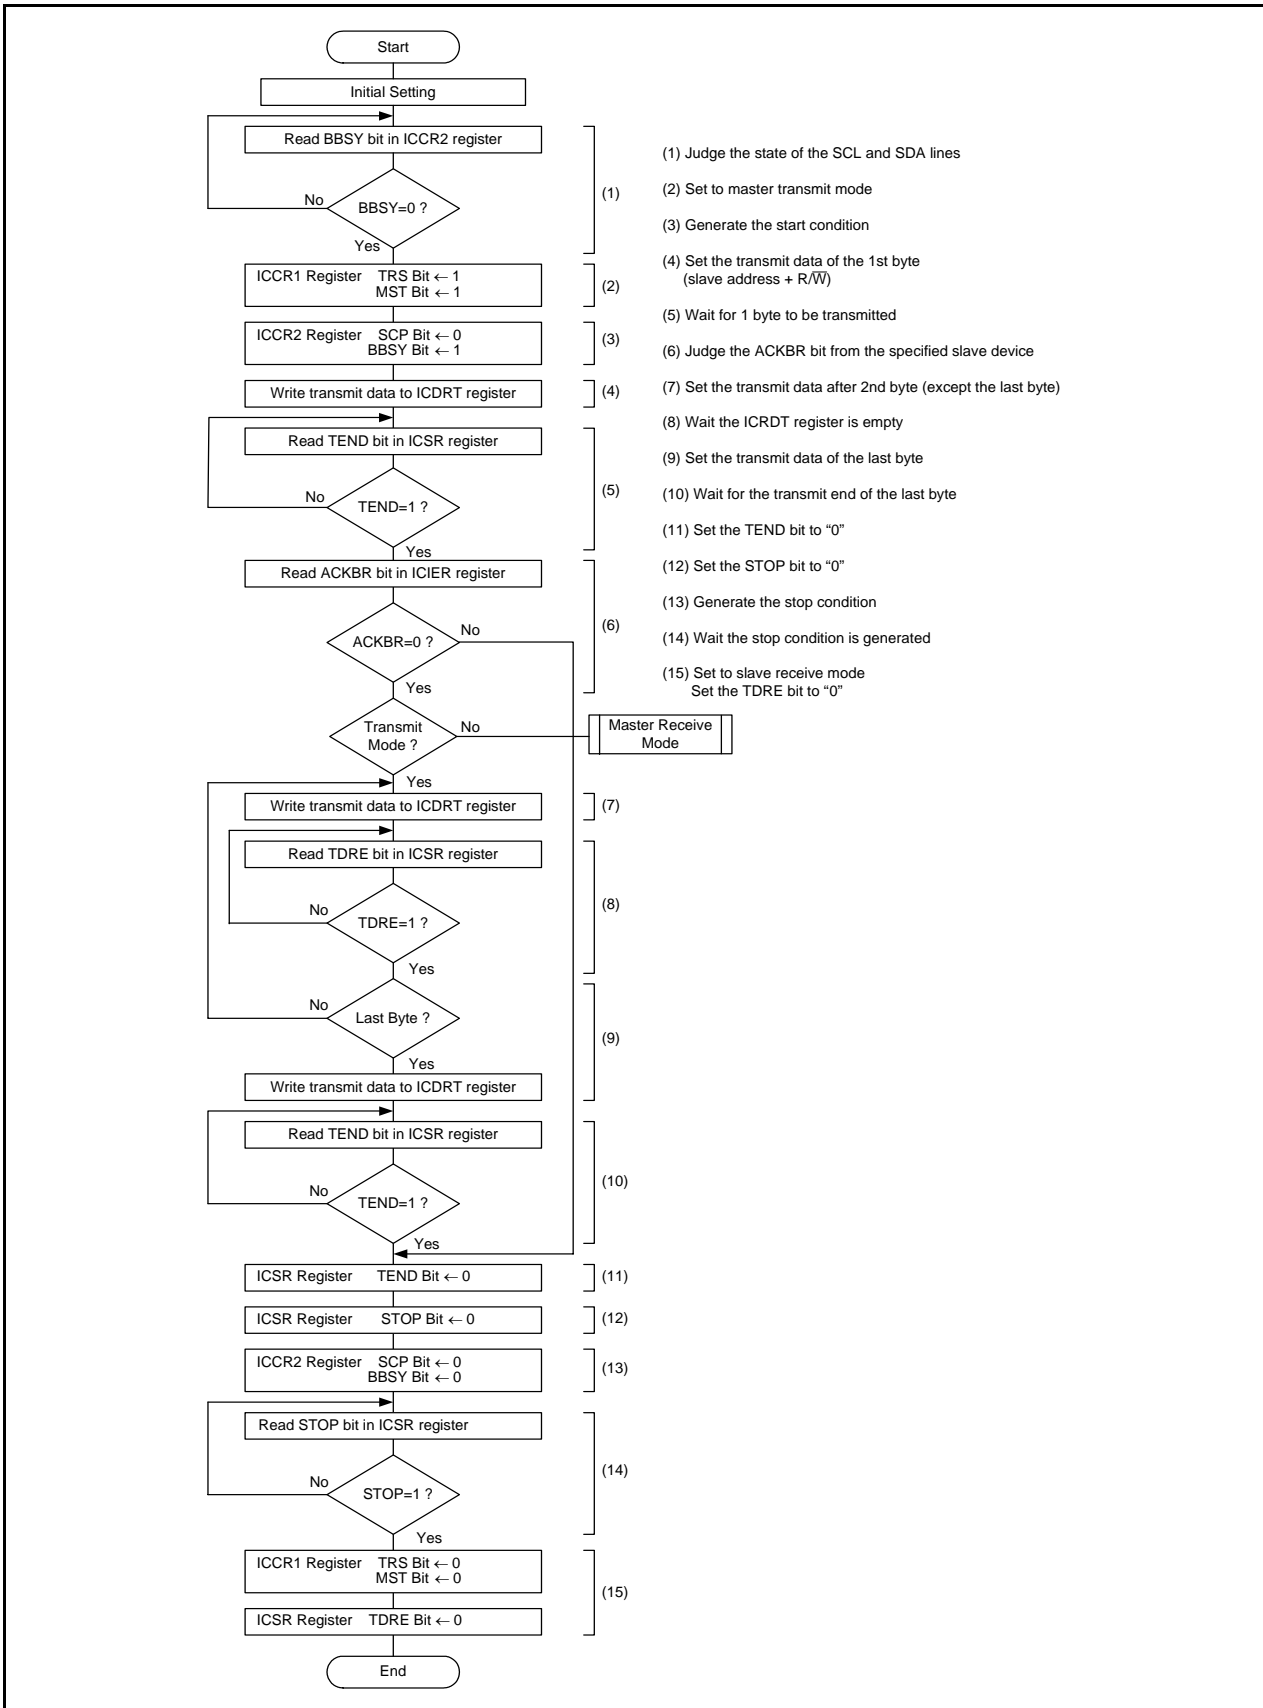 Start
Initial Setting
Read BBSY bit in ICCR2 register
No
BBSY=0 ?
Yes
(1)
ICCR1 Register TRS Bit ← 1
MST Bit ← 1
(2)
ICCR2 Register SCP Bit ← 0
BBSY Bit ← 1
(3)
Write transmit data to ICDRT register
(4)
Read TEND bit in ICSR register
No
TEND=1 ?
Yes
(5)
Read ACKBR bit in ICIER register
ACKBR=0 ?
No
Yes
(6)
Transmit
Mode ?
No
Yes
Master Receive
Mode
Write transmit data to ICDRT register
(7)
Read TDRE bit in ICSR register
No
TDRE=1 ?
Yes
(8)
No
Last Byte ?
Yes
(9)
Write transmit data to ICDRT register
Read TEND bit in ICSR register
No
TEND=1 ?
Yes
(10)
ICSR Register TEND Bit ← 0
(11)
ICSR Register STOP Bit ← 0
(12)
ICCR2 Register SCP Bit ← 0
BBSY Bit ← 0
(13)
Read STOP bit in ICSR register
No
STOP=1 ?
Yes
(14)
ICCR1 Register TRS Bit ← 0
MST Bit ← 0
(15)
ICSR Register TDRE Bit ← 0
End
(1) Judge the state of the SCL and SDA lines
(2) Set to master transmit mode
(3) Generate the start condition
(4) Set the transmit data of the 1st byte
(slave address + R/W̅)
(5) Wait for 1 byte to be transmitted
(6) Judge the ACKBR bit from the specified slave device
(7) Set the transmit data after 2nd byte (except the last byte)
(8) Wait the ICRDT register is empty
(9) Set the transmit data of the last byte
(10) Wait for the transmit end of the last byte
(11) Set the TEND bit to “0”
(12) Set the STOP bit to “0”
(13) Generate the stop condition
(14) Wait the stop condition is generated
(15) Set to slave receive mode
Set the TDRE bit to “0”